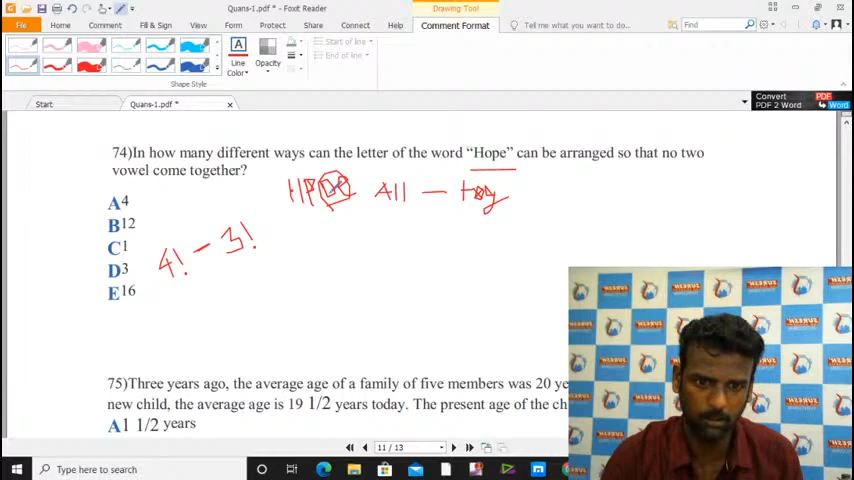 Quans-1.pdf * - Foxit Reader
Drawing Tool
File
Home
Comment
Fill & Sign
View
Form
Protect
Share
Connect
Help
Comment Format
Tell me what you want to do...
Find
Line
Color
Opacity
Start of line
End of line
Shape Style
Start
Quans-1.pdf *
Convert PDF
PDF 2 Word Word
74)In how many different ways can the letter of the word “Hope” can be arranged so that no two
vowel come together?
HP All — tog
A4
B12
C1
D3
E16
4! - 3!
75)Three years ago, the average age of a family of five members was 20 ye
new child, the average age is 19 1/2 years today. The present age of the ch
A1 1/2 years
11 / 13
Type here to search